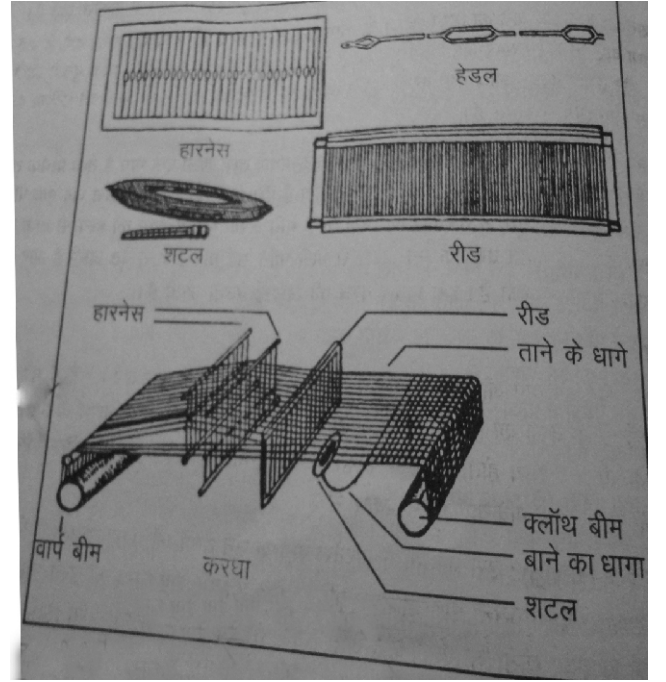 हेडल
हारनेस
शटल
रीड
हारनेस
रीड
ताने के धागे
क्लॉथ बीम
वार्प बीम
करघा
बाने का धागा
शटल